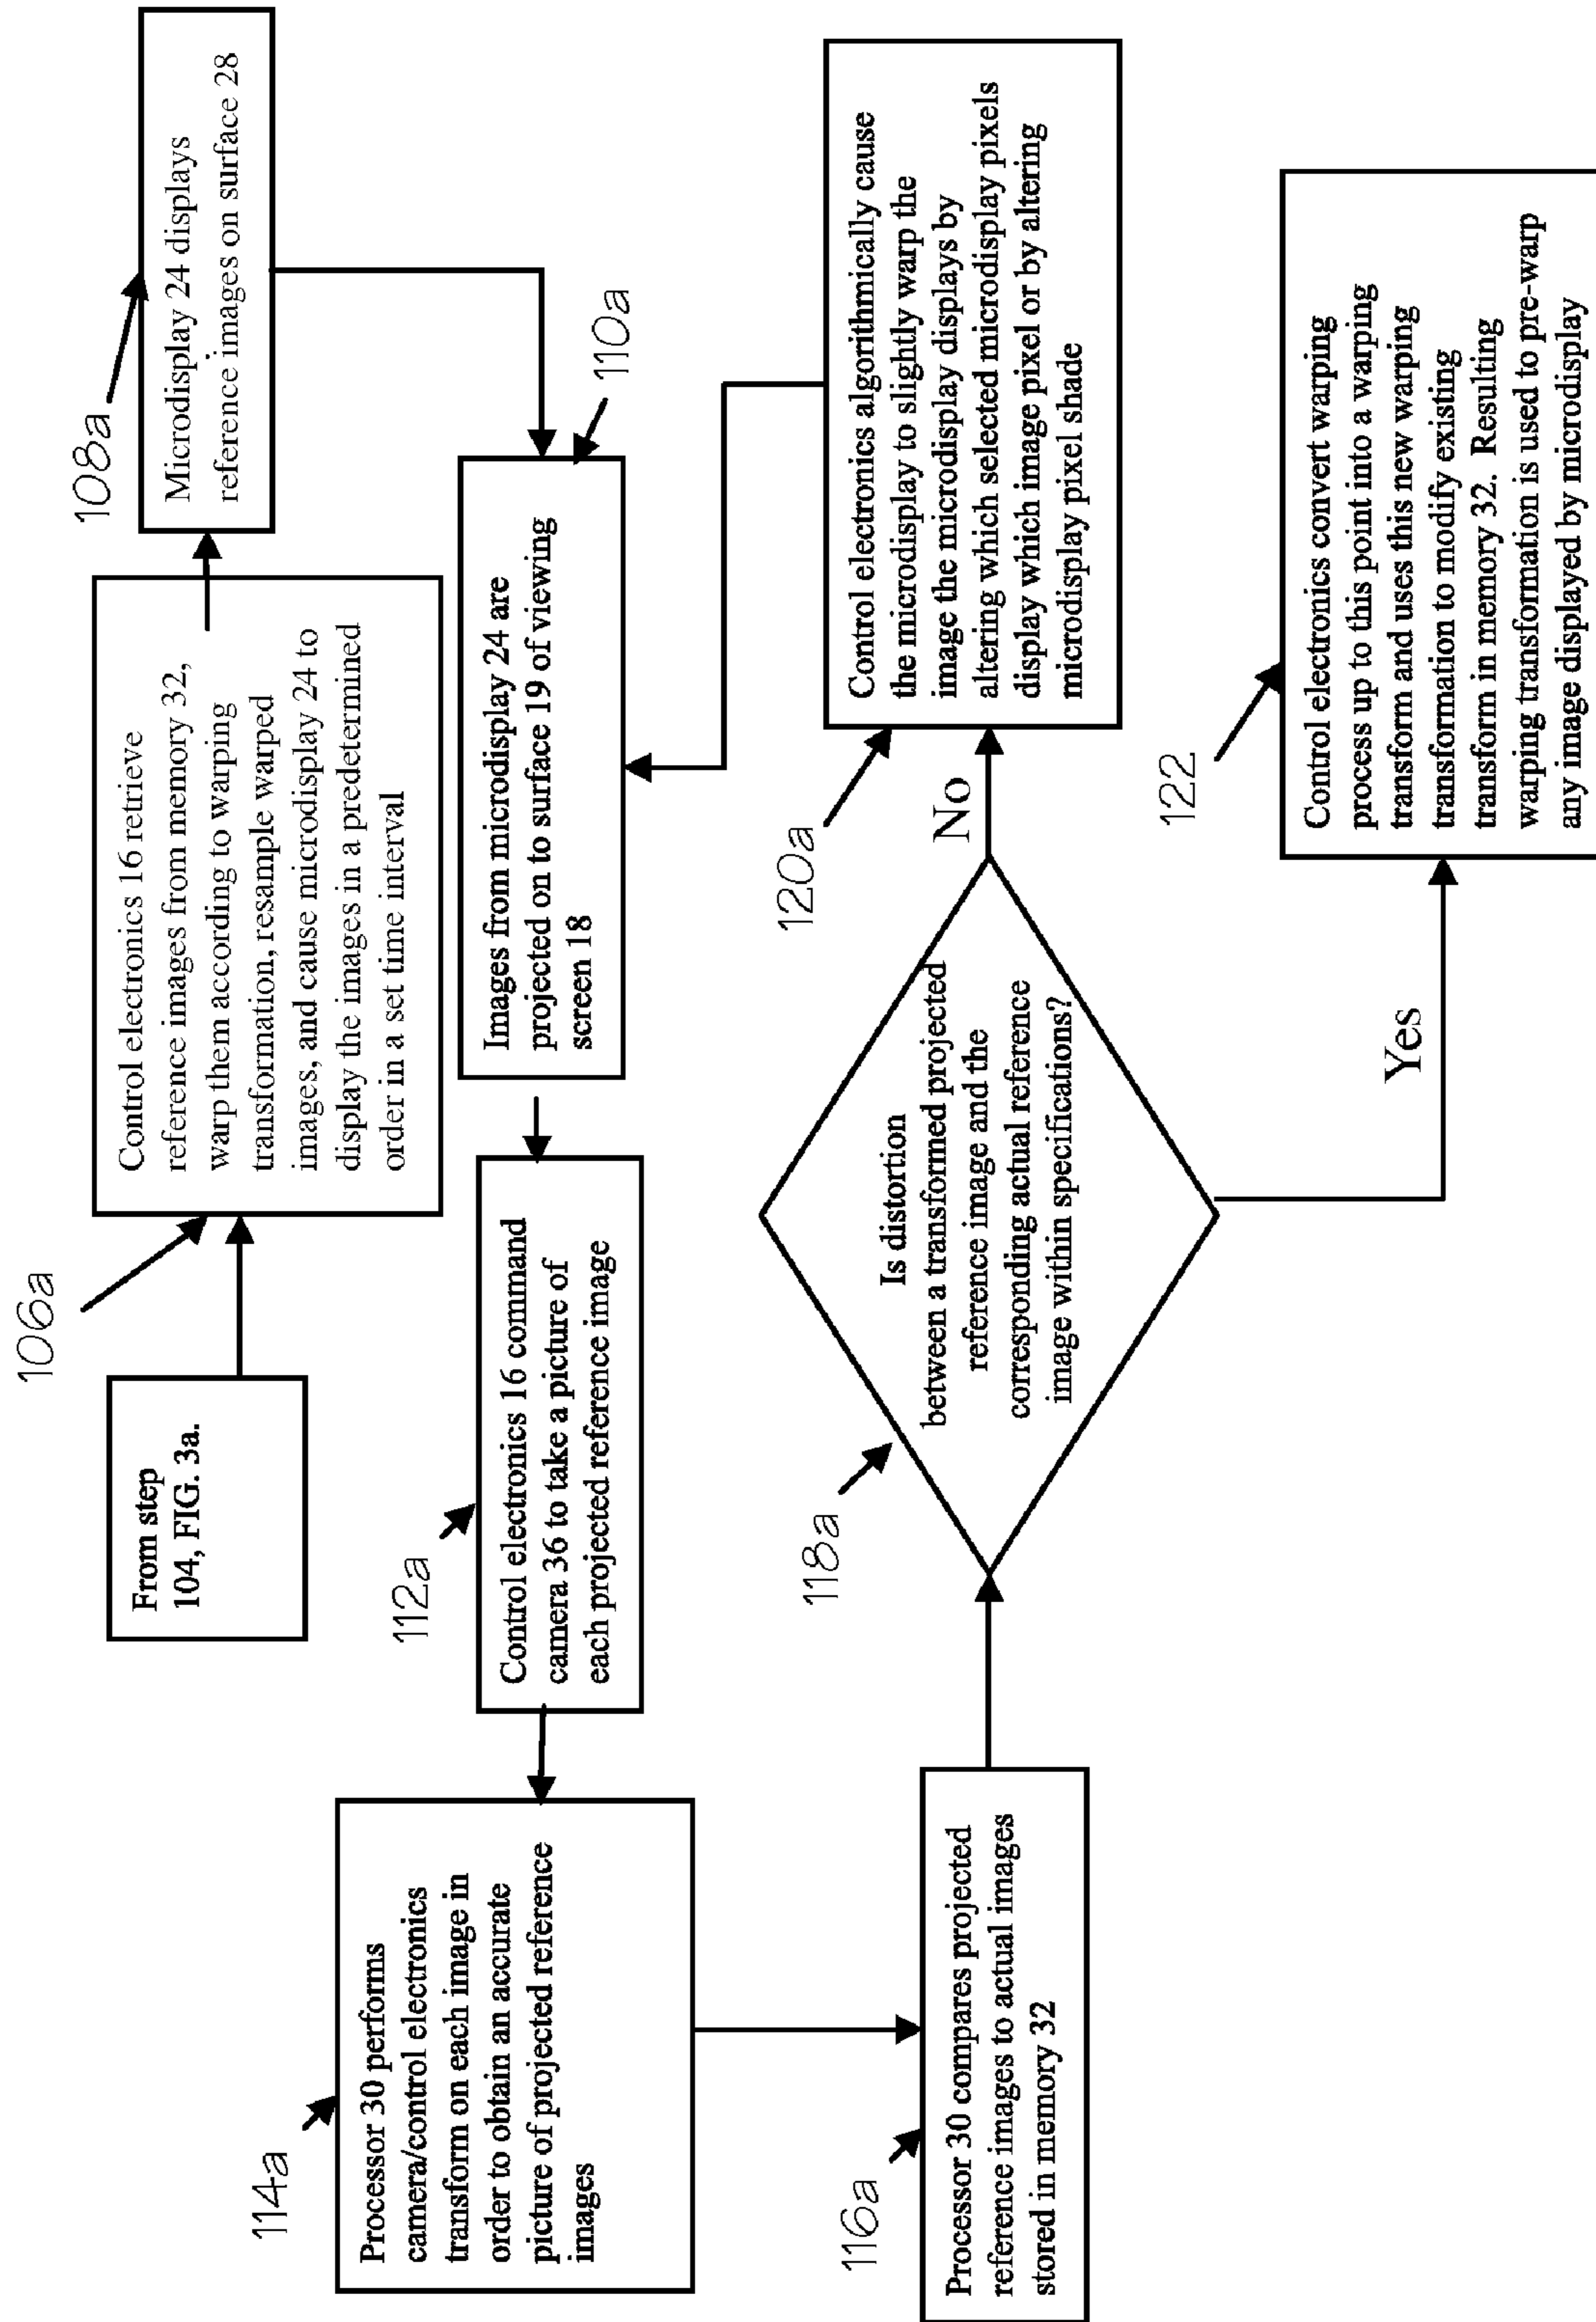 From step
104, FIG. 3a.
106a
Control electronics 16 retrieve
reference images from memory 32,
warp them according to warping
transformation, resample warped
images, and cause microdisplay 24 to
display the images in a predetermined
order in a set time interval
108a
Microdisplay 24 displays
reference images on surface 28
110a
Images from microdisplay 24 are
projected on to surface 19 of viewing
screen 18
112a
Control electronics 16 command
camera 36 to take a picture of
each projected reference image
114a
Processor 30 performs
camera/control electronics
transform on each image in
order to obtain an accurate
picture of projected reference
images
116a
Processor 30 compares projected
reference images to actual images
stored in memory 32
118a
Is distortion
between a transformed projected
reference image and the
corresponding actual reference
image within specifications?
No
120a
Control electronics algorithmically cause
the microdisplay to slightly warp the
image the microdisplay displays by
altering which selected microdisplay pixels
display which image pixel or by altering
microdisplay pixel shade
Yes
122
Control electronics convert warping
process up to this point into a warping
transform and uses this new warping
transformation to modify existing
transform in memory 32. Resulting
warping transformation is used to pre-warp
any image displayed by microdisplay